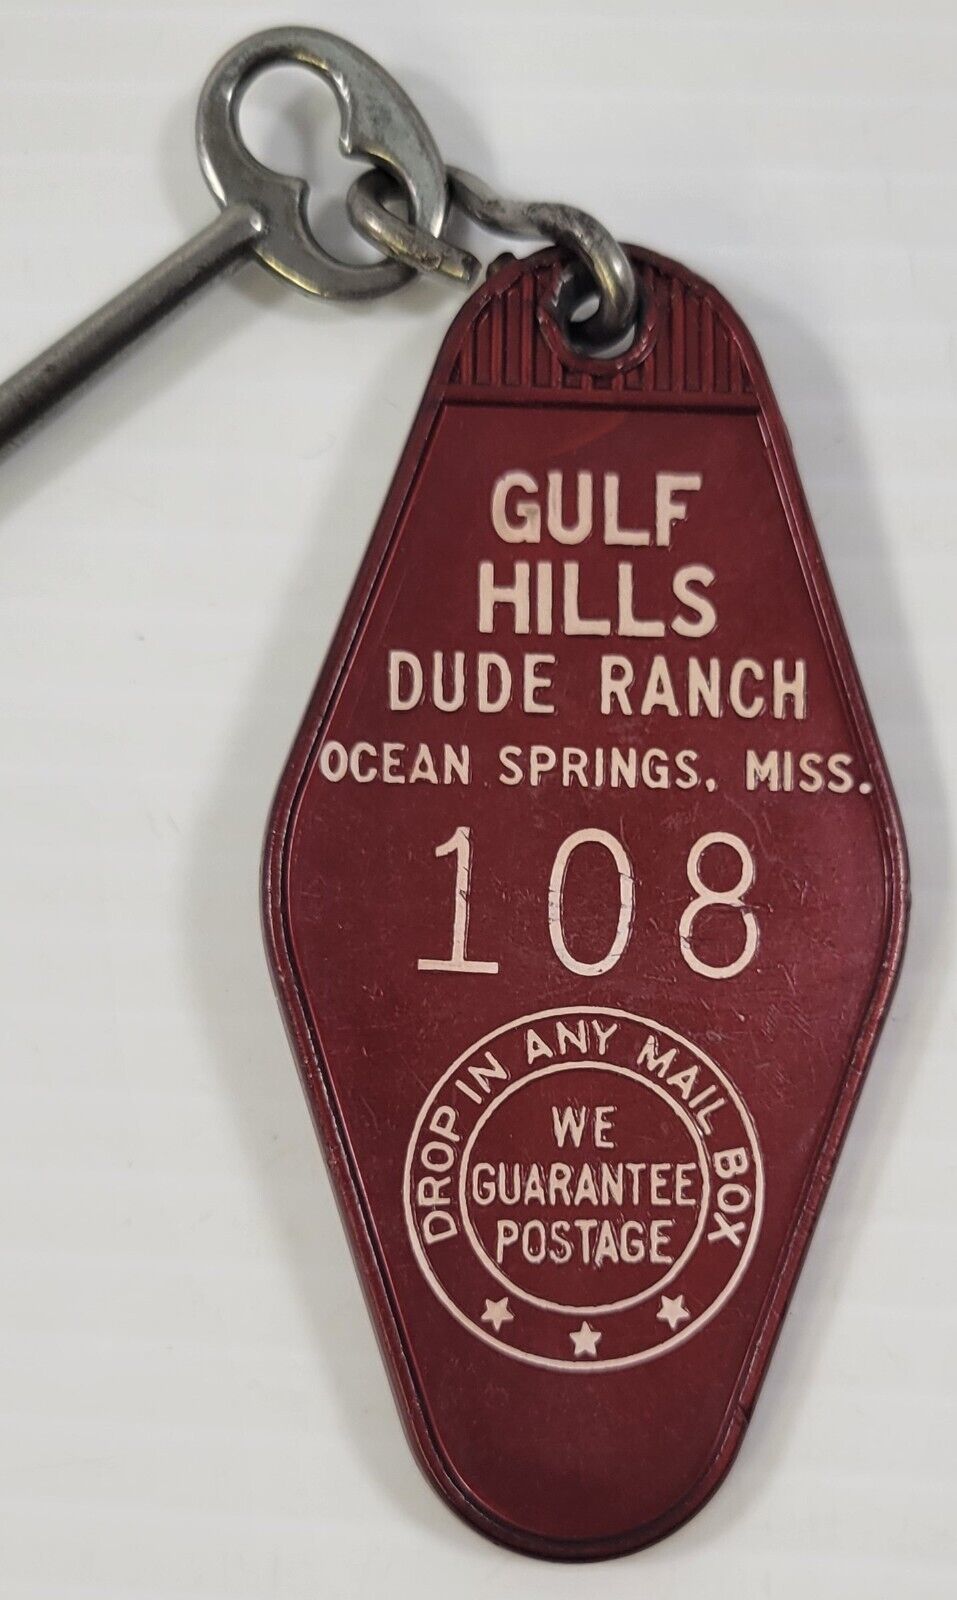 GULF
HILLS
DUDE RANCH
OCEAN SPRINGS, MISS.
108
DROP IN ANY MAIL BOX
WE
GUARANTEE
POSTAGE